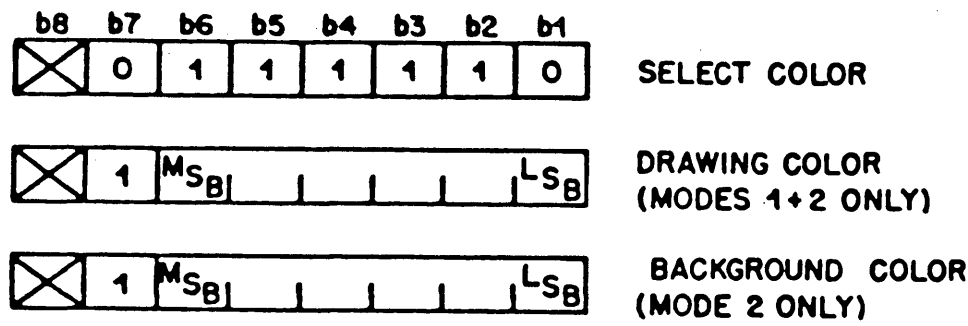 b8 b7 b6 b5 b4 b3 b2 b1
0 1 1 1 1 1 0 SELECT COLOR
1 MSB LSB DRAWING COLOR
(MODES 1+2 ONLY)
1 MSB LSB BACKGROUND COLOR
(MODE 2 ONLY)